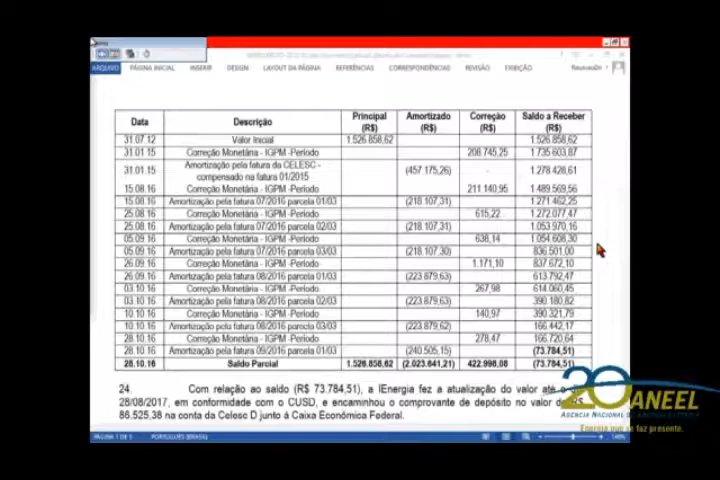 ARQUIVO PÁGINA INICIAL INSERIR DESIGN LAYOUT DA PÁGINA REFERÊNCIAS CORRESPONDÊNCIAS REVISÃO EXIBIÇÃO
Data Descrição Principal (R$) Amortizado (R$) Correção (R$) Saldo a Receber (R$)
31.07.12 Valor Inicial 1.526.858,62 1.526.858,62
31.01.15 Correção Monetária - IGPM -Período 208.745,25 1.735.603,87
31.01.15 Amortização pela fatura da CELESC - compensado na fatura 01/2015 (457.175,26) - 1.278.428,61
15.08.16 Correção Monetária - IGPM -Período 211.140,95 1.489.569,56
15.08.16 Amortização pela fatura 07/2016 parcela 01/03 (218.107,31) 1.271.462,25
25.08.16 Correção Monetária - IGPM -Período 615,22 1.272.077,47
25.08.16 Amortização pela fatura 07/2016 parcela 02/03 (218.107,31) 1.053.970,16
05.09.16 Correção Monetária - IGPM -Período 638,14 1.054.608,30
05.09.16 Amortização pela fatura 07/2016 parcela 03/03 (218.107,30) 836.501,00
26.09.16 Correção Monetária - IGPM -Período 1.171,10 837.672,10
26.09.16 Amortização pela fatura 08/2016 parcela 01/03 (223.879,63) 613.792,47
03.10.16 Correção Monetária - IGPM -Período 267,98 614.060,45
03.10.16 Amortização pela fatura 08/2016 parcela 02/03 (223.879,63) 390.180,82
10.10.16 Correção Monetária - IGPM -Período 140,97 390.321,79
10.10.16 Amortização pela fatura 08/2016 parcela 03/03 (223.879,62) 166.442,17
28.10.16 Correção Monetária - IGPM -Período 278,47 166.720,64
28.10.16 Amortização pela fatura 09/2016 parcela 01/03 (240.505,15) (73.784,51)
28.10.16 Saldo Parcial 1.526.858,62 (2.023.641,21) 422.998,08 (73.784,51)
24. Com relação ao saldo (R$ 73.784,51), a IEnergia fez a atualização do valor até o
28/08/2017, em conformidade com o CUSD, e encaminhou o comprovante de depósito no valor de R$
86.525,38 na conta da Celesc D junto à Caixa Econômica Federal.
20 ANEEL
AGÊNCIA NACIONAL DE ENERGIA ELÉTRICA
Energia que se faz presente.
PÁGINA 1 DE 5 PORTUGUÊS (BRASIL)